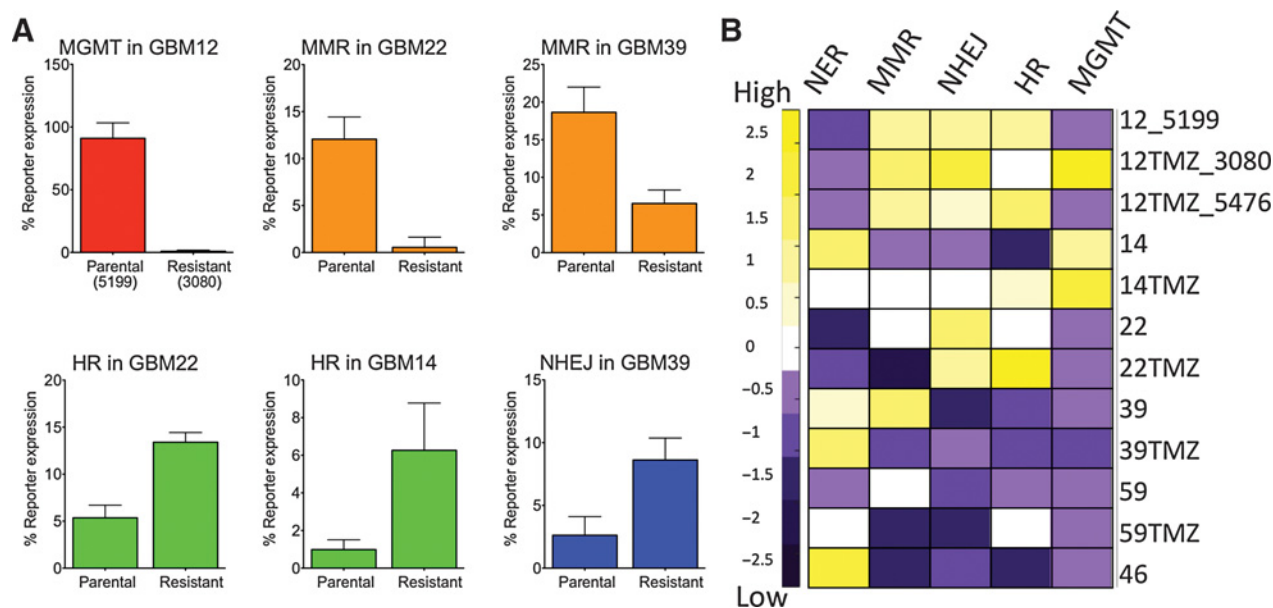 A
MGMT in GBM12
% Reporter expression
150
100
50
0
Parental
(5199)
Resistant
(3080)
MMR in GBM22
% Reporter expression
20
15
10
5
0
Parental
Resistant
MMR in GBM39
% Reporter expression
25
20
15
10
5
0
Parental
Resistant
HR in GBM22
% Reporter expression
20
15
10
5
0
Parental
Resistant
HR in GBM14
% Reporter expression
10
8
6
4
2
0
Parental
Resistant
NHEJ in GBM39
% Reporter expression
15
10
5
0
Parental
Resistant
B
NER
MMR
NHEJ
HR
MGMT
High
2.5
2
1.5
1
0.5
0
−0.5
−1
−1.5
−2
−2.5
Low
12_5199
12TMZ_3080
12TMZ_5476
14
14TMZ
22
22TMZ
39
39TMZ
59
59TMZ
46